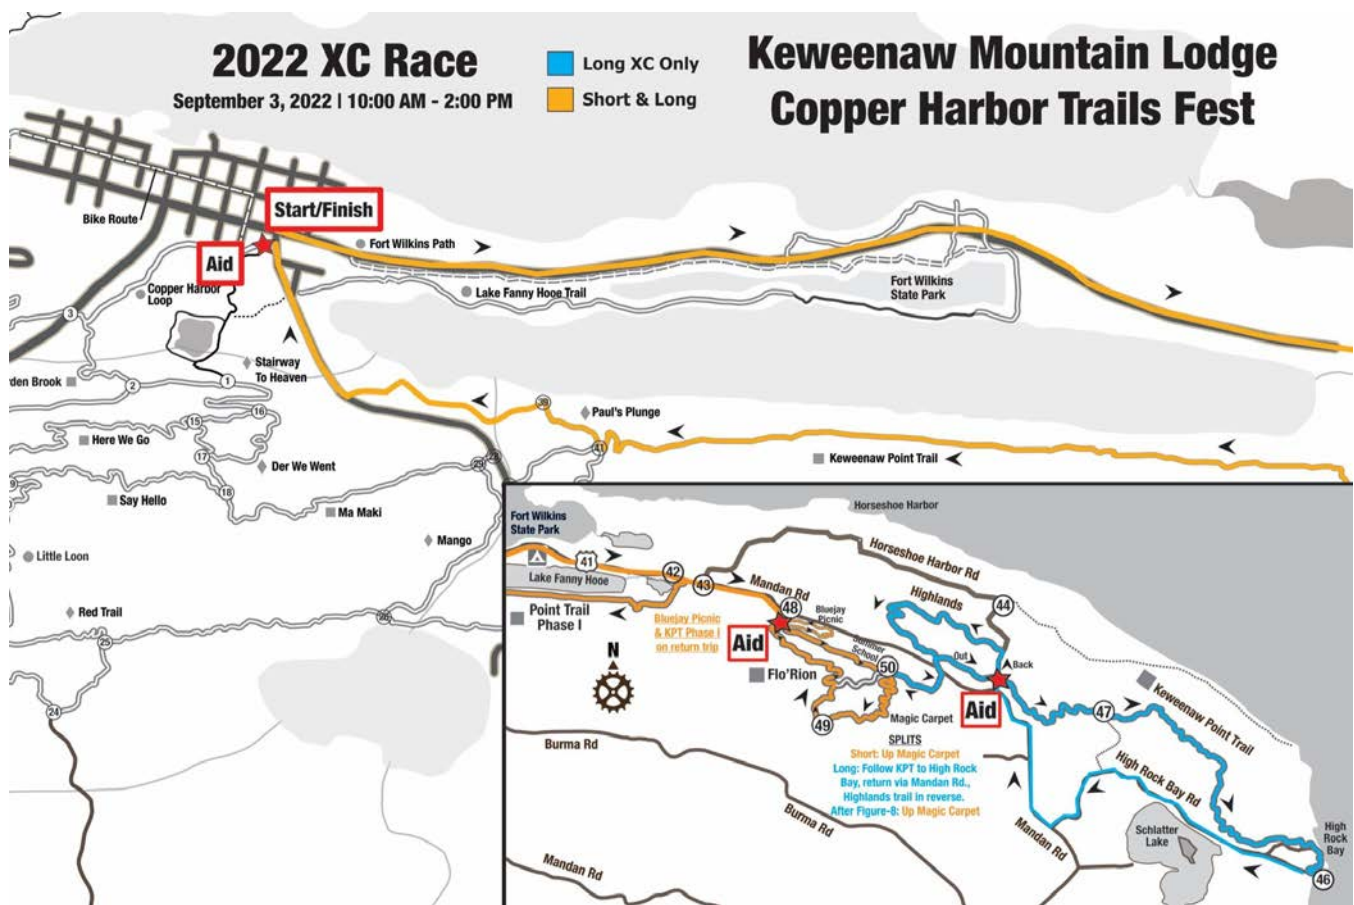 2022 XC Race
September 3, 2022 | 10:00 AM - 2:00 PM
Long XC Only
Short & Long
Keweenaw Mountain Lodge
Copper Harbor Trails Fest
Bike Route
Start/Finish
Aid
Fort Wilkins Path
Copper Harbor
Loop
Lake Fanny Hooe Trail
Fort Wilkins
State Park
3
Stairway
To Heaven
den Brook
2
1
16
15
39
Paul's Plunge
Here We Go
17
Der We Went
41
Keweenaw Point Trail
9
Say Hello
18
29
Ma Maki
Mango
Little Loon
Red Trail
25
26
24
Fort Wilkins
State Park
Horseshoe Harbor
41
42
43
Lake Fanny Hooe
Mandan Rd
Horseshoe Harbor Rd
Point Trail
Phase I
Bluejay Picnic
& KPT Phase I
on return trip
48
Bluejay
Picnic
Highlands
44
Aid
Summer
School
Out
Back
50
Flo'Rion
N
49
Magic Carpet
Aid
47
Keweenaw Point Trail
SPLITS
Short: Up Magic Carpet
Long: Follow KPT to High Rock
Bay, return via Mandan Rd.,
Highlands trail in reverse.
After Figure-8: Up Magic Carpet
Burma Rd
Burma Rd
Mandan Rd
Mandan Rd
High Rock Bay Rd
Schlatter
Lake
High
Rock
Bay
46